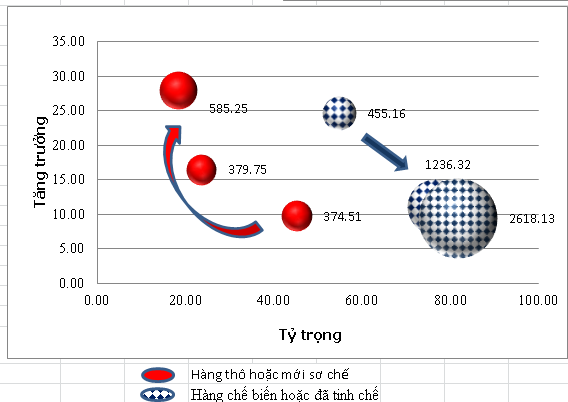 35.00
30.00
25.00
20.00
15.00
10.00
5.00
0.00
Tăng trưởng
585.25
455.16
379.75
1236.32
374.51
2618.13
0.00 20.00 40.00 60.00 80.00 100.00
Tỷ trọng
Hàng thô hoặc mới sơ chế
Hàng chế biến hoặc đã tinh chế